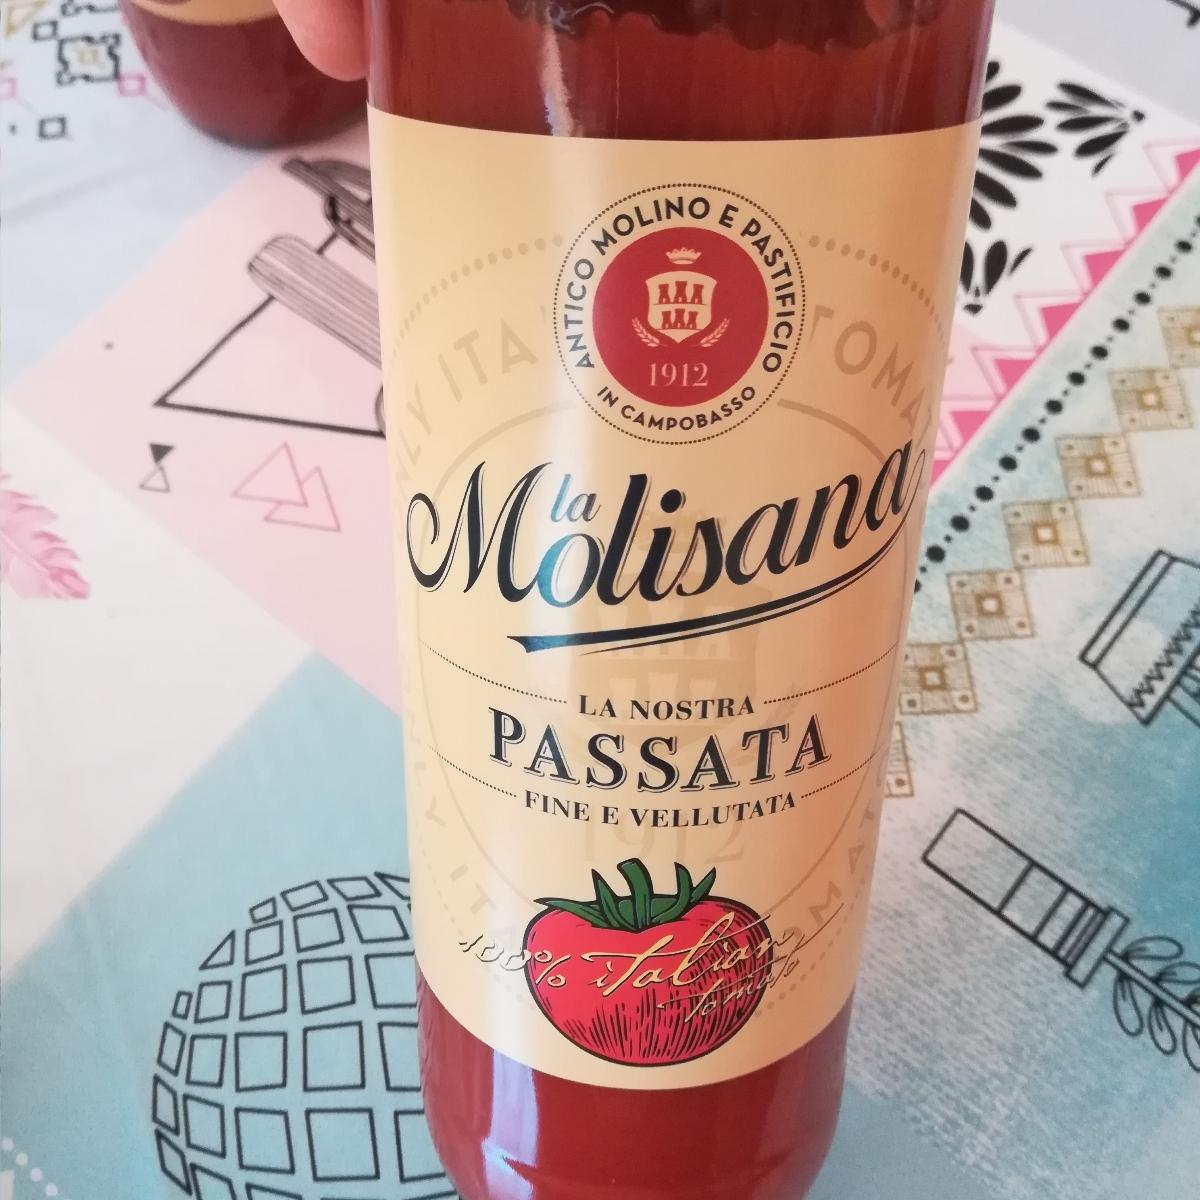 ANTICO MOLINO E PASTIFICIO
1912
IN CAMPOBASSO
la
Molisana
LA NOSTRA
PASSATA
FINE E VELLUTATA
100% italian
tomato